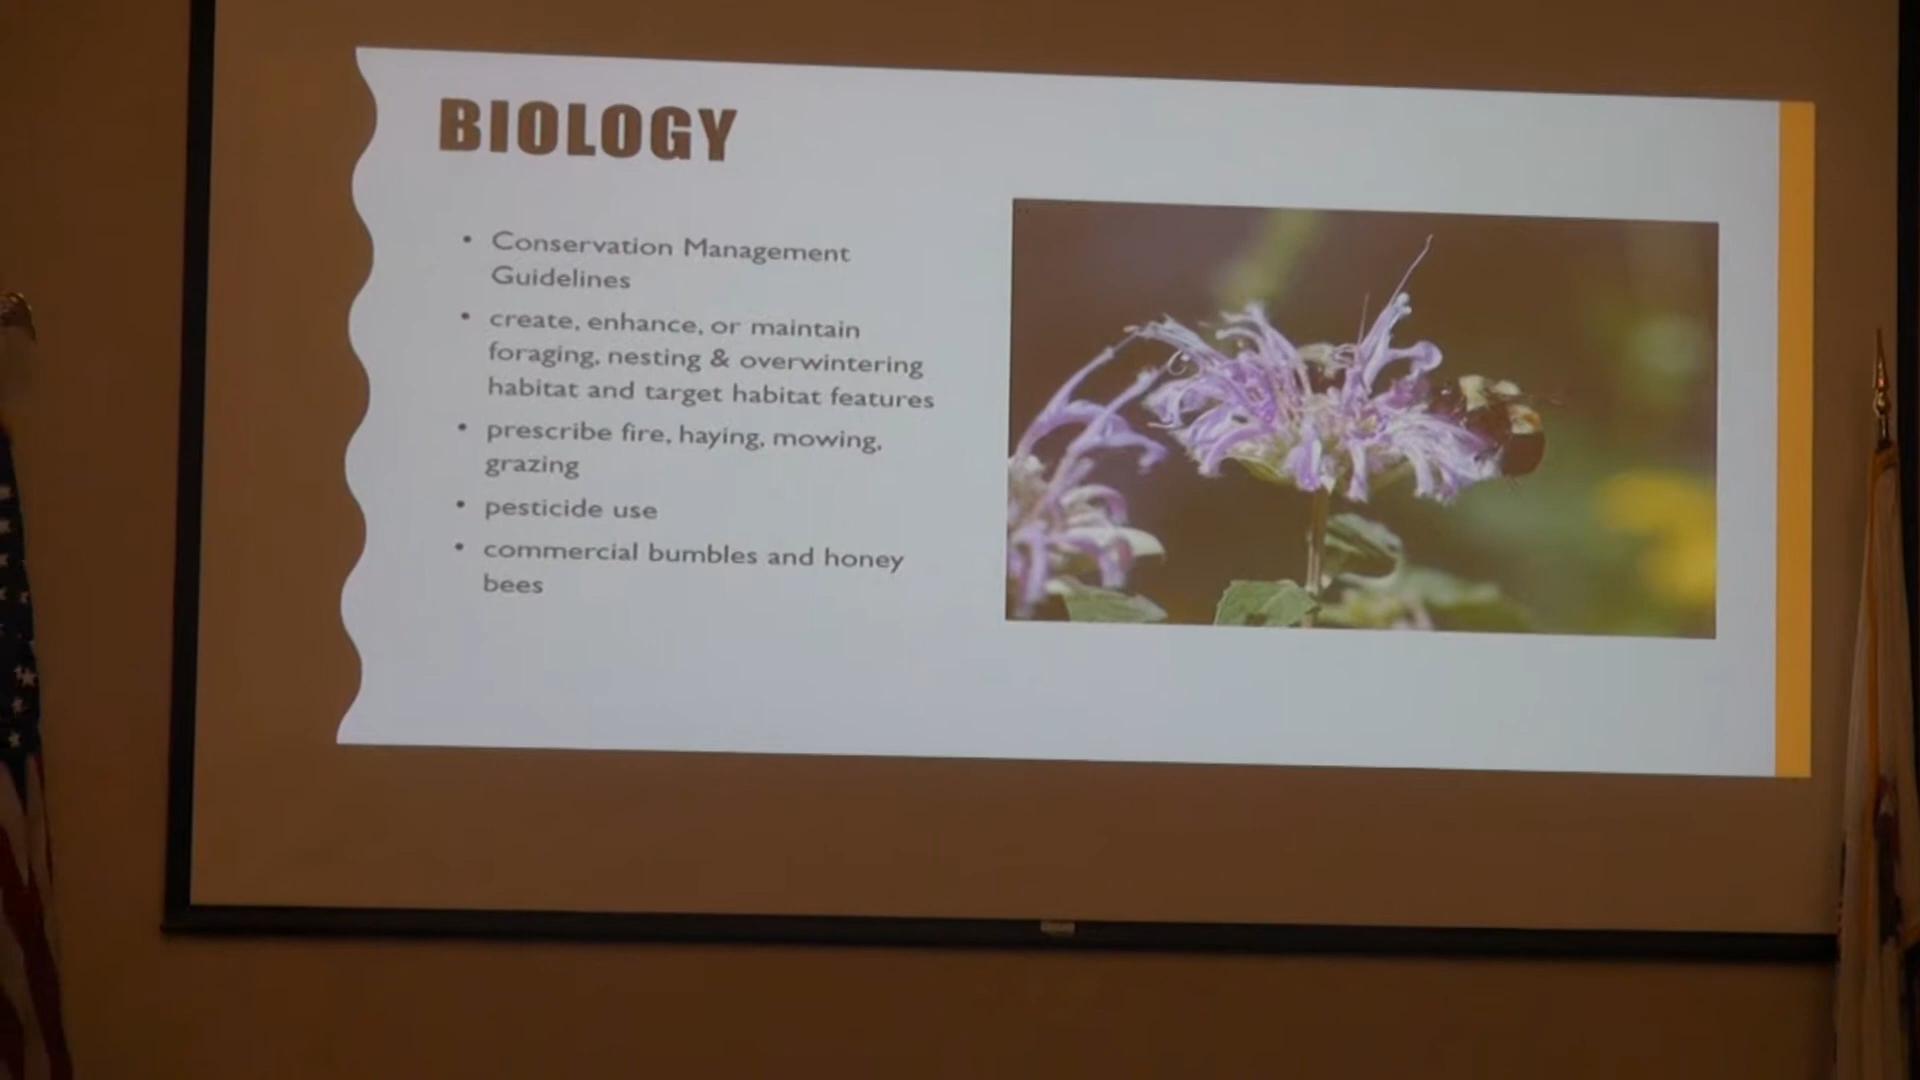 BIOLOGY
• Conservation Management
Guidelines
• create, enhance, or maintain
foraging, nesting & overwintering
habitat and target habitat features
• prescribe fire, haying, mowing,
grazing
• pesticide use
• commercial bumbles and honey
bees